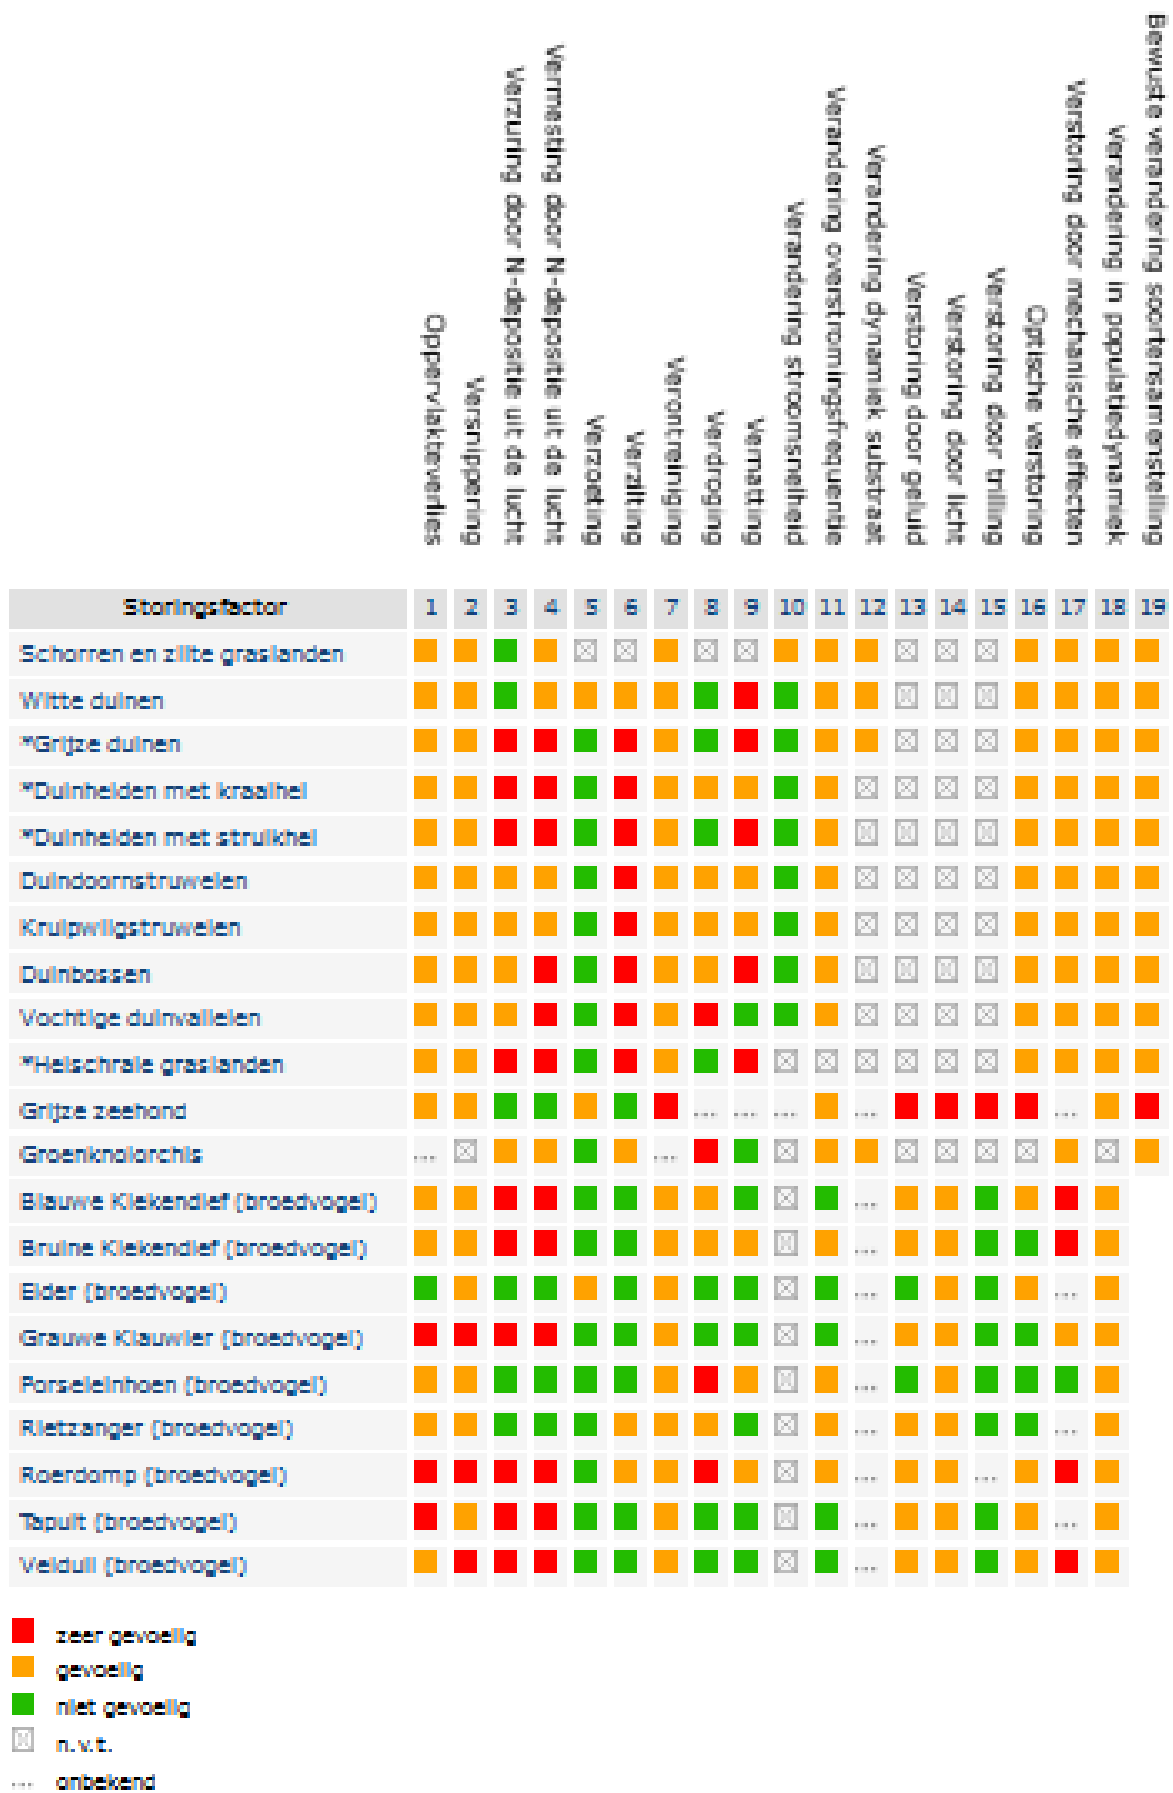 Oppervlakteverlies
Versnippering
Verzuring door N-depositie uit de lucht
Vermesting door N-depositie uit de lucht
Verzoeting
Verzilting
Verontreiniging
Verdroging
Vernatting
Verandering stroomsnelheid
Verandering overstromingsfrequentie
Verandering dynamiek substraat
Verstoring door geluid
Verstoring door licht
Verstoring door trilling
Optische verstoring
Verstoring door mechanische effecten
Verandering in populatiedynamiek
Bewuste verandering soortensamenstelling
Storingsfactor 1 2 3 4 5 6 7 8 9 10 11 12 13 14 15 16 17 18 19
Schorren en zilte graslanden
Witte duinen
*Grijze duinen
*Duinheiden met kraaihei
*Duinheiden met struikhei
Duindoornstruwelen
Kruipwilgstruwelen
Duinbossen
Vochtige duinvalleien
*Heischrale graslanden
Grijze zeehond ... ... ... ... ...
Groenknolorchis ... ...
Blauwe Kiekendief (broedvogel) ...
Bruine Kiekendief (broedvogel) ...
Eider (broedvogel) ... ...
Grauwe Klauwier (broedvogel) ...
Porseleinhoen (broedvogel) ...
Rietzanger (broedvogel) ... ...
Roerdomp (broedvogel) ... ...
Tapuit (broedvogel) ... ...
Velduil (broedvogel) ...
zeer gevoelig
gevoelig
niet gevoelig
n.v.t.
... onbekend